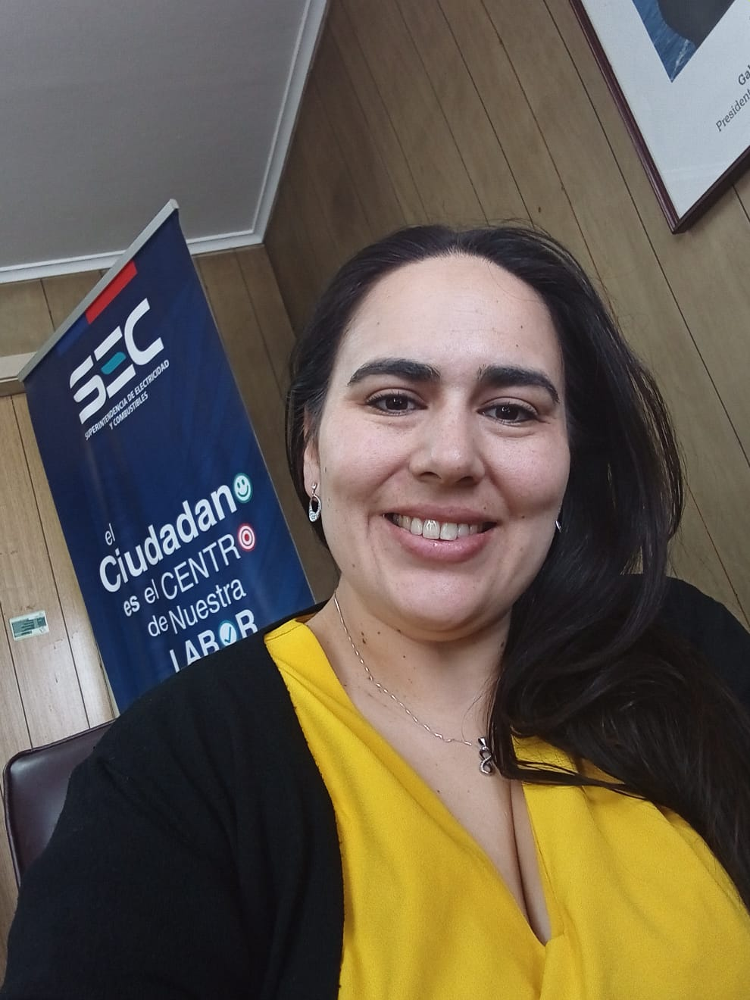 SEC
SUPERINTENDENCIA DE ELECTRICIDAD
Y COMBUSTIBLES
el
Ciudadano
es el CENTRO
de Nuestra
LABOR